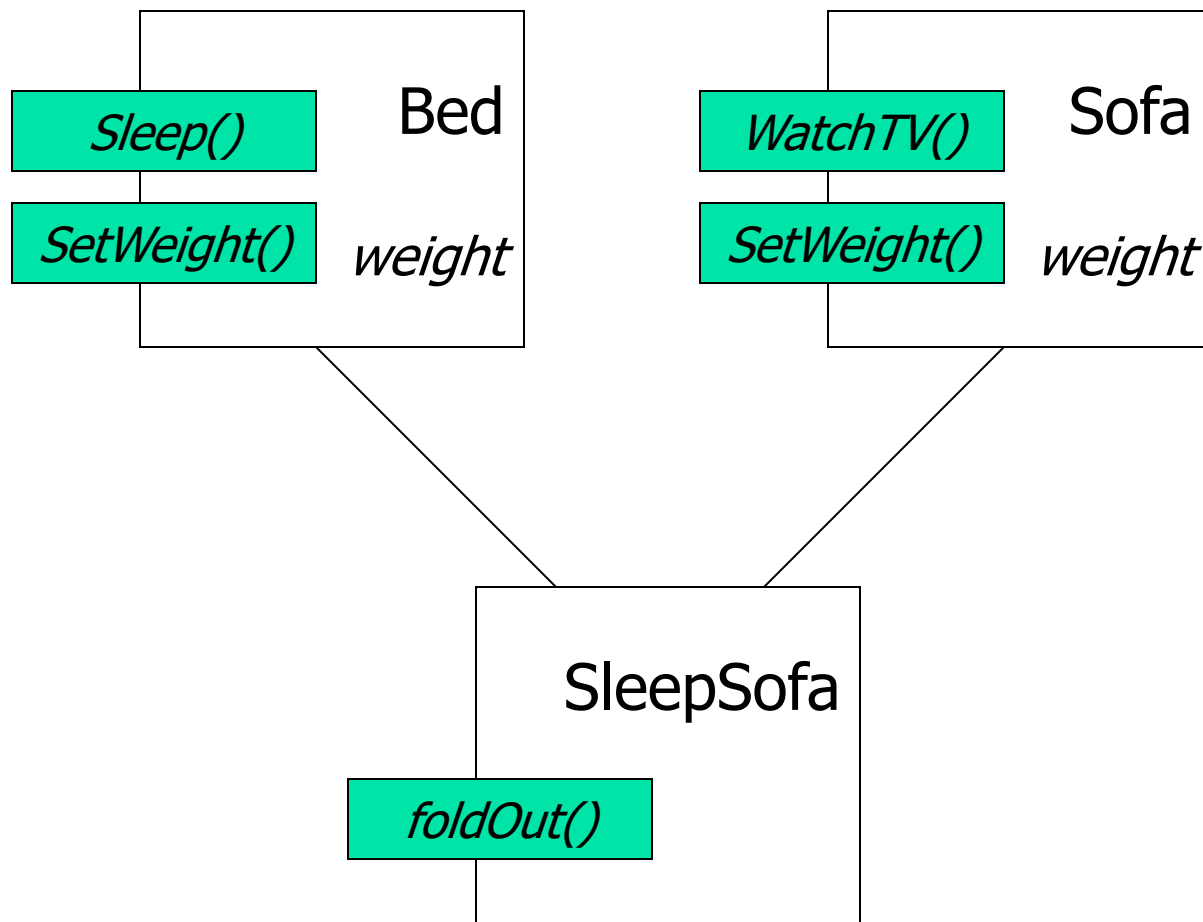 Bed
Sleep()
SetWeight()
weight
Sofa
WatchTV()
SetWeight()
weight
SleepSofa
foldOut()